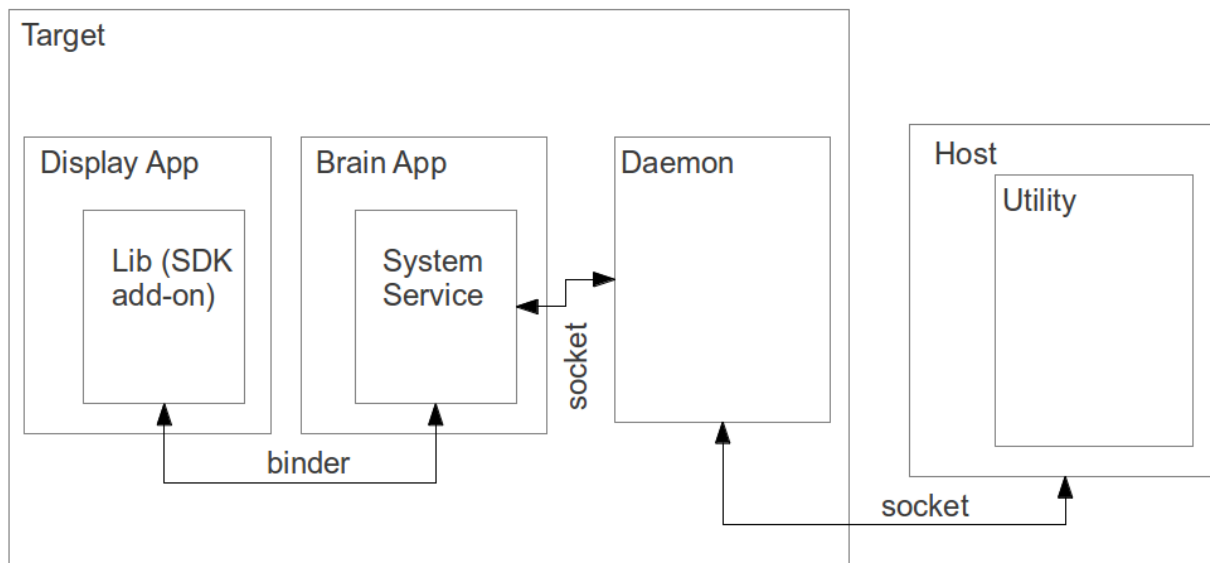 Target
Display App
Lib (SDK
add-on)
Brain App
System
Service
socket
binder
Daemon
Host
Utility
socket